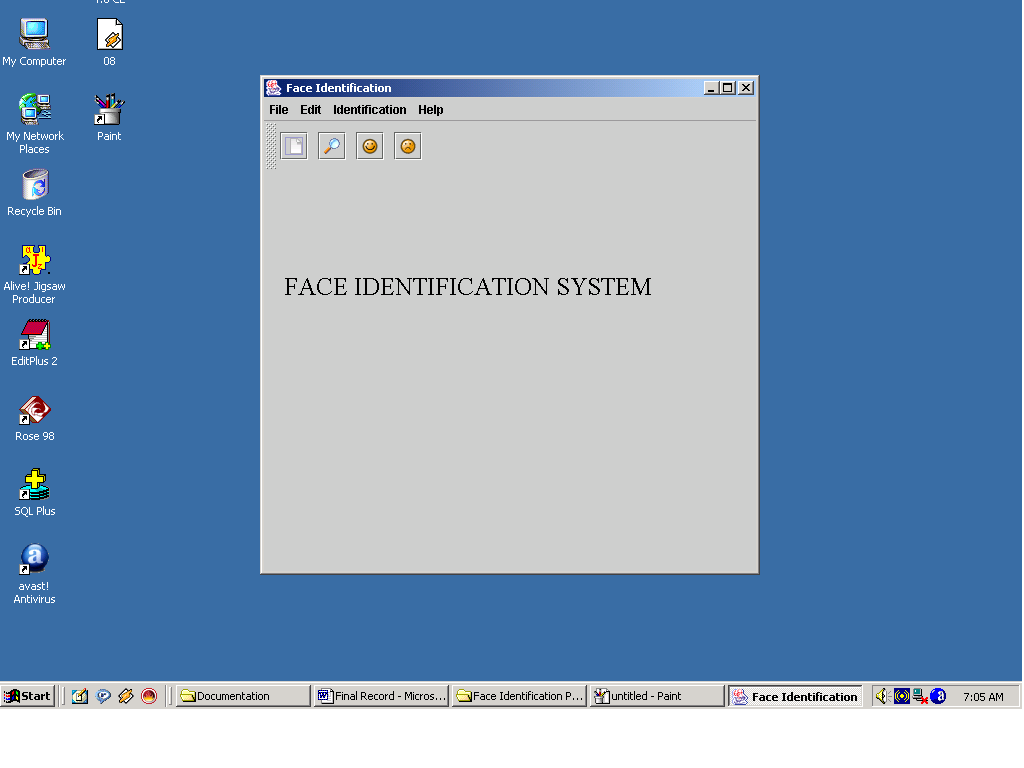 My Computer
08
My Network
Places
Paint
Recycle Bin
Alive! Jigsaw
Producer
EditPlus 2
Rose 98
SQL Plus
avast!
Antivirus
Face Identification
File Edit Identification Help
FACE IDENTIFICATION SYSTEM
Start
Documentation
Final Record - Micros...
Face Identification P...
untitled - Paint
Face Identification
7:05 AM